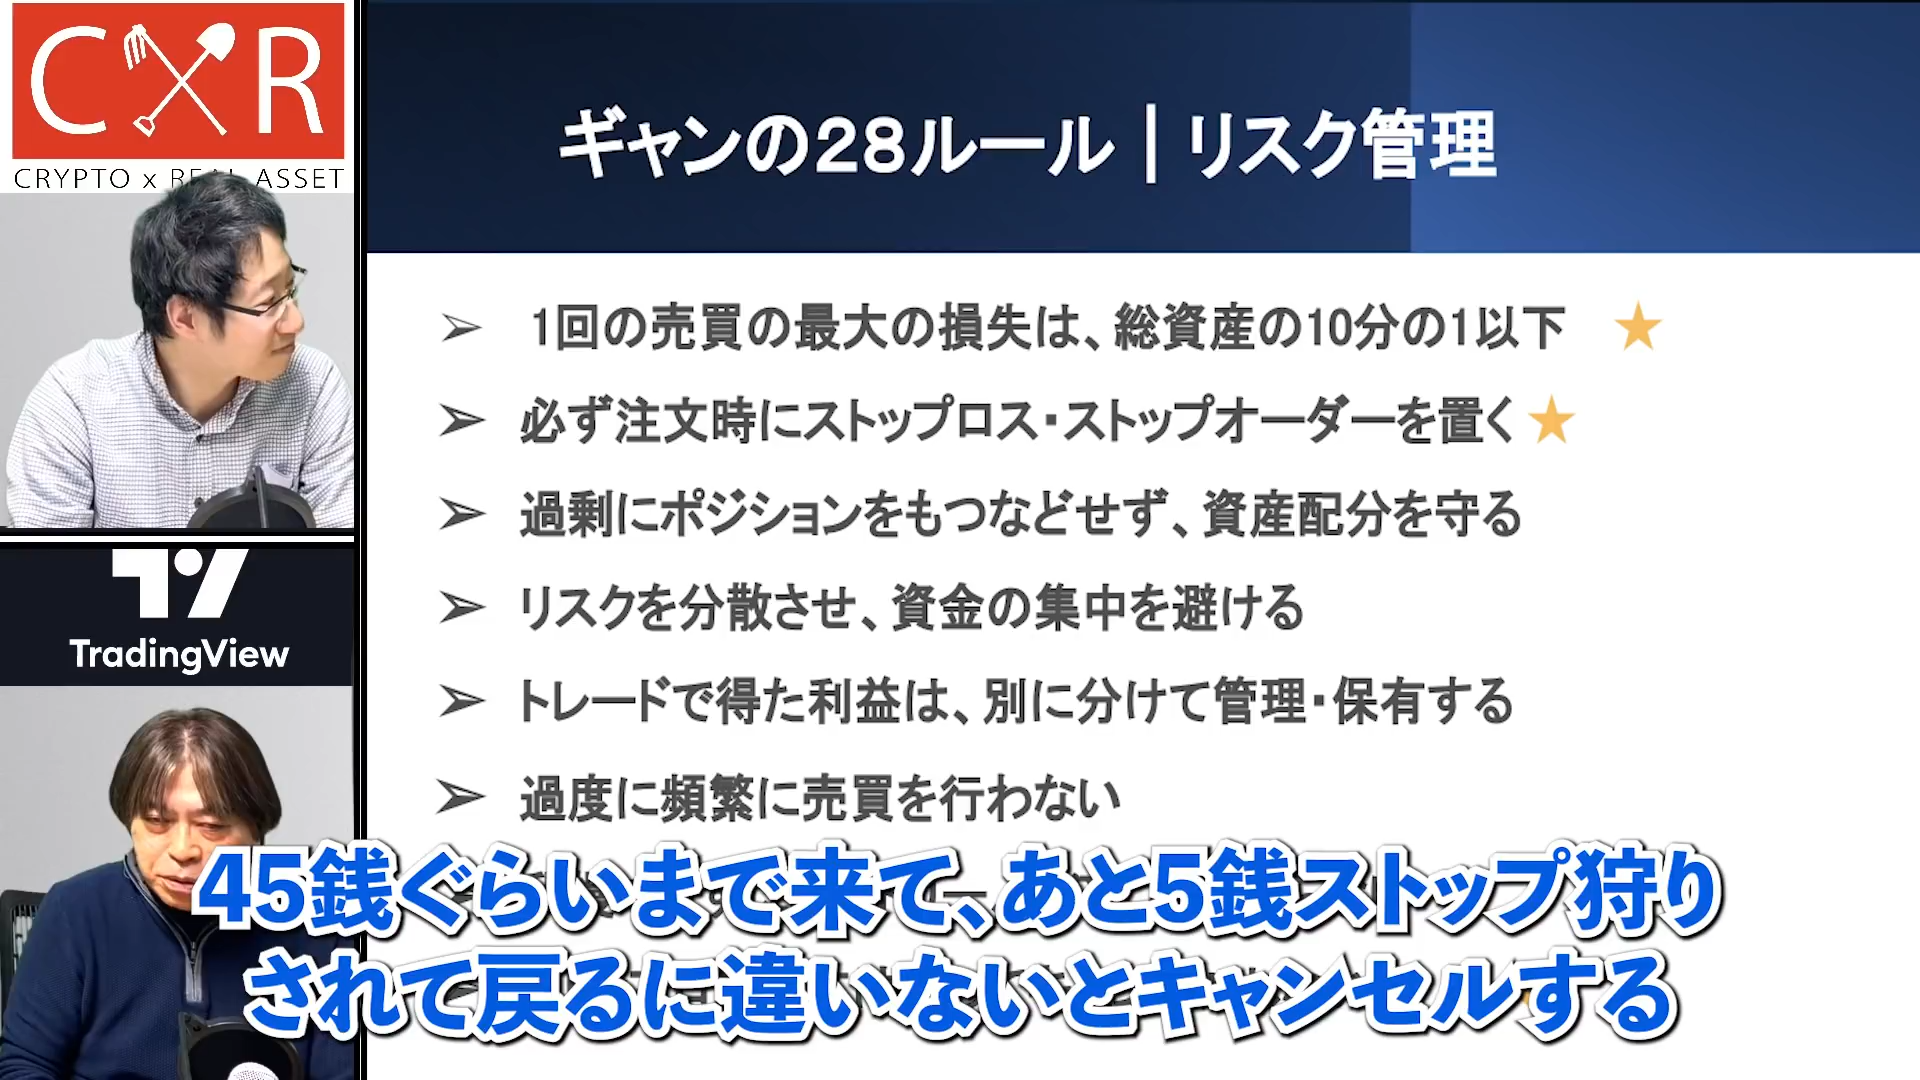 CXR
CRYPTO x REAL ASSET
ギャンの28ルール｜リスク管理
➢ 1回の売買の最大の損失は、総資産の10分の1以下 ★
➢ 必ず注文時にストップロス・ストップオーダーを置く★
➢ 過剰にポジションをもつなどせず、資産配分を守る
➢ リスクを分散させ、資金の集中を避ける
➢ トレードで得た利益は、別に分けて管理・保有する
➢ 過度に頻繁に売買を行わない
TradingView
45銭ぐらいまで来て、あと5銭ストップ狩り
されて戻るに違いないとキャンセルする